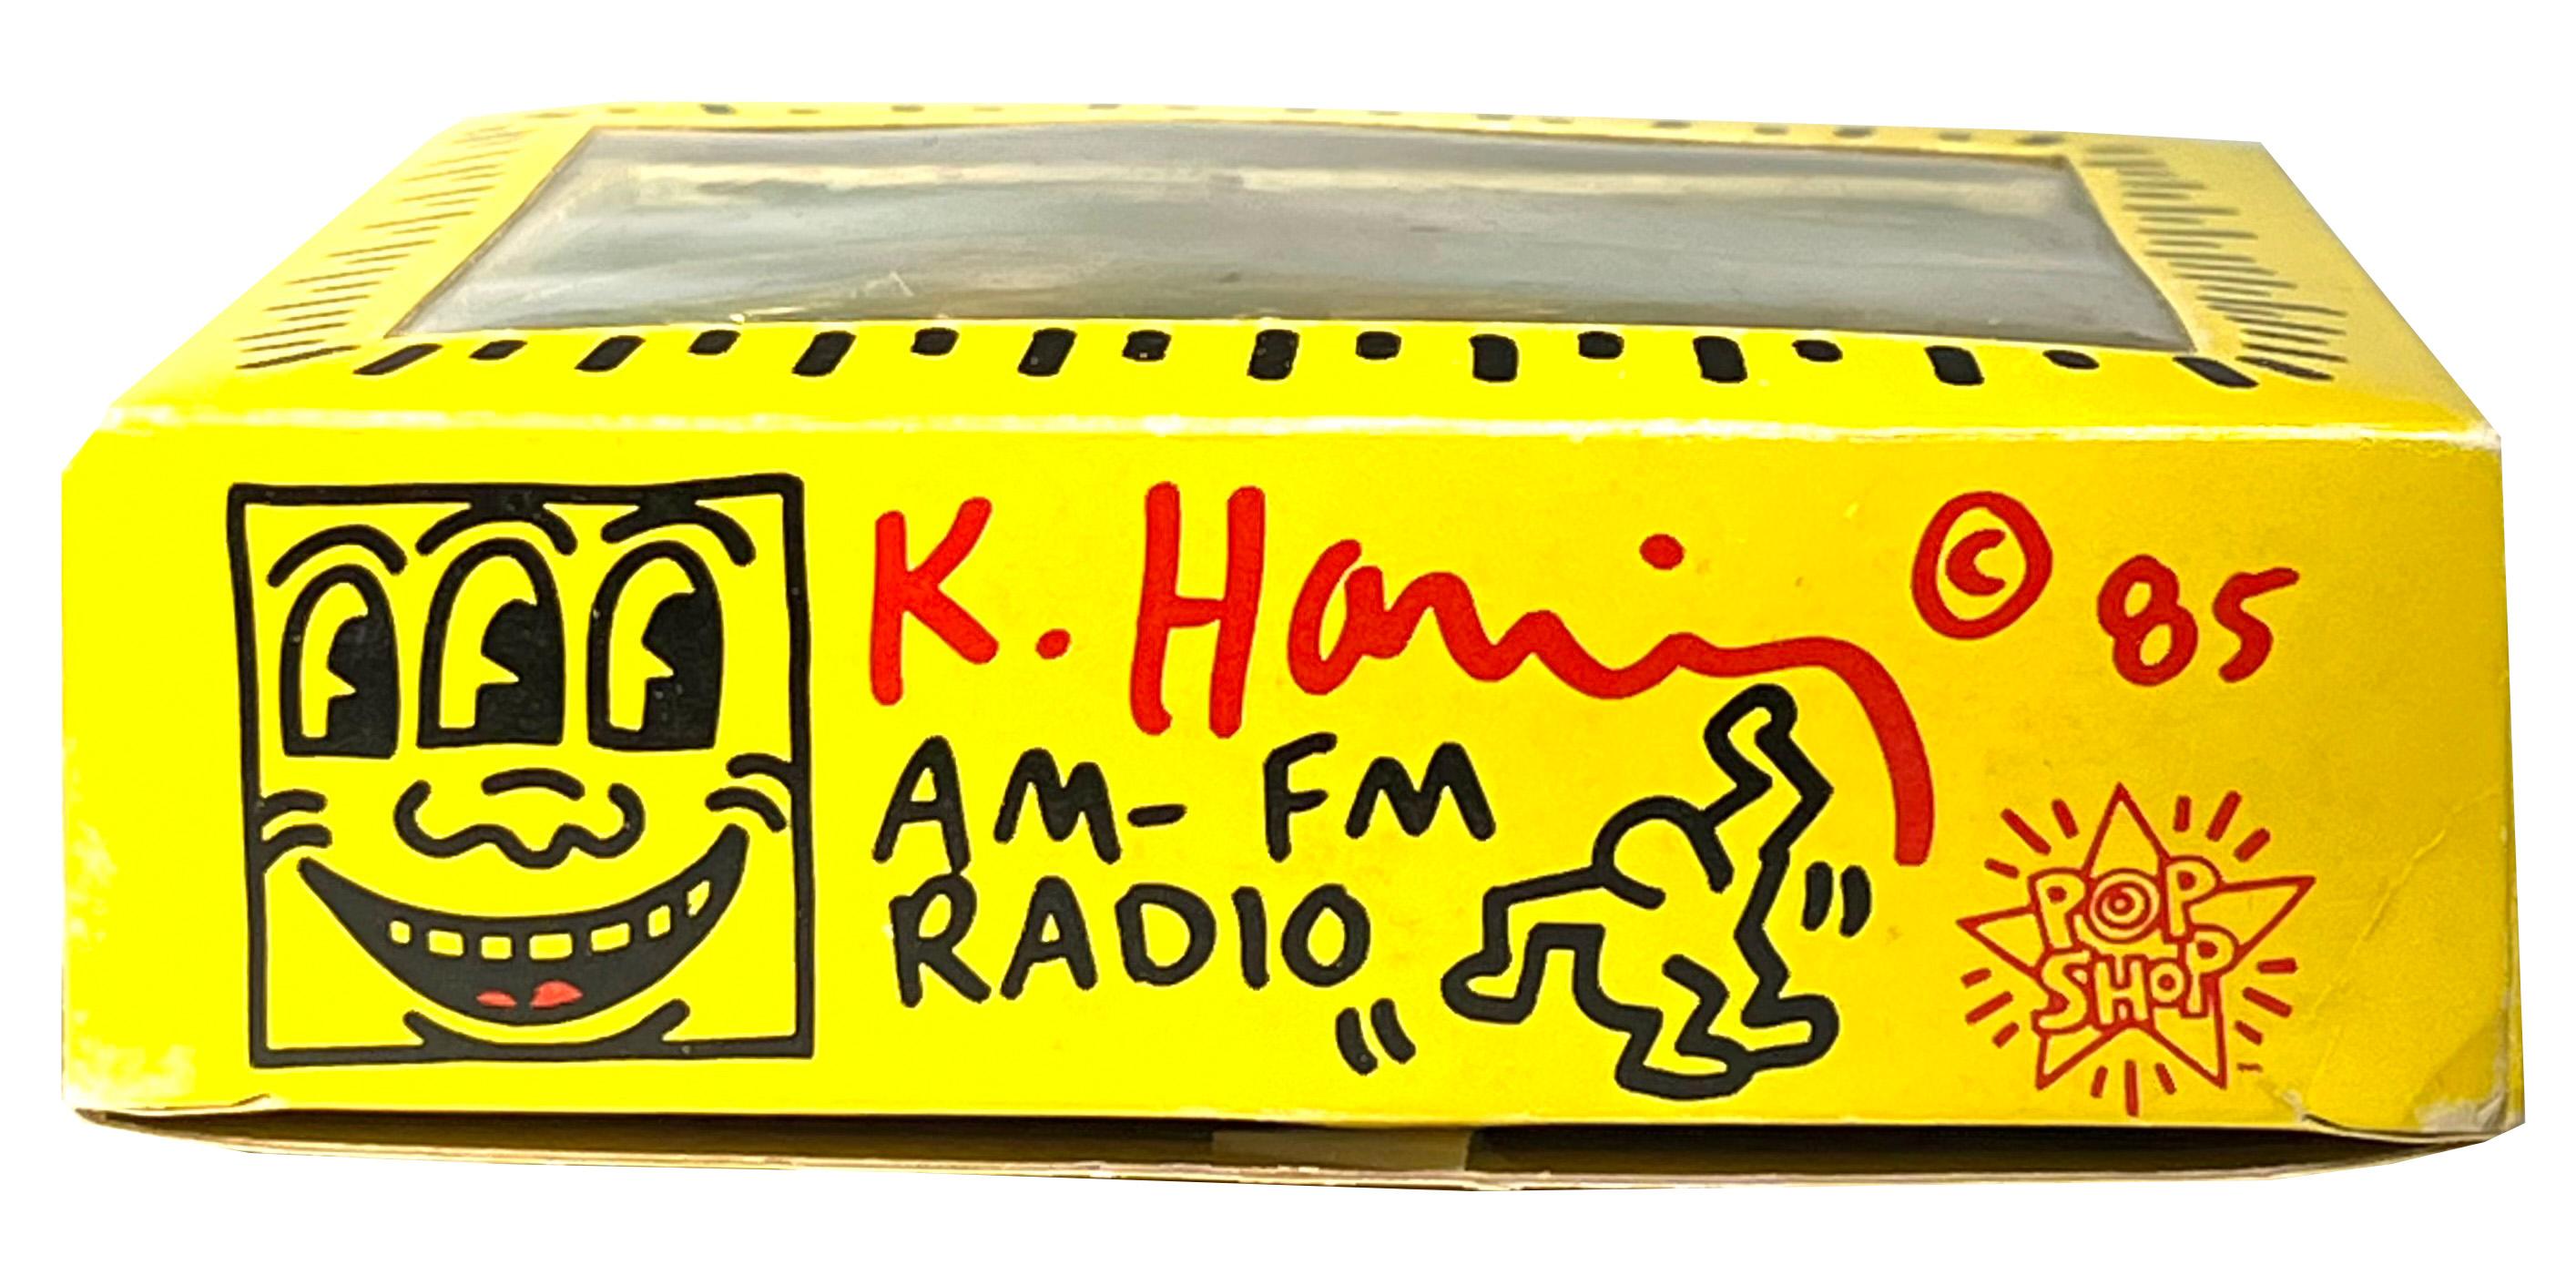 K. Haring © 85
AM-FM
RADIO
POP
SHOP